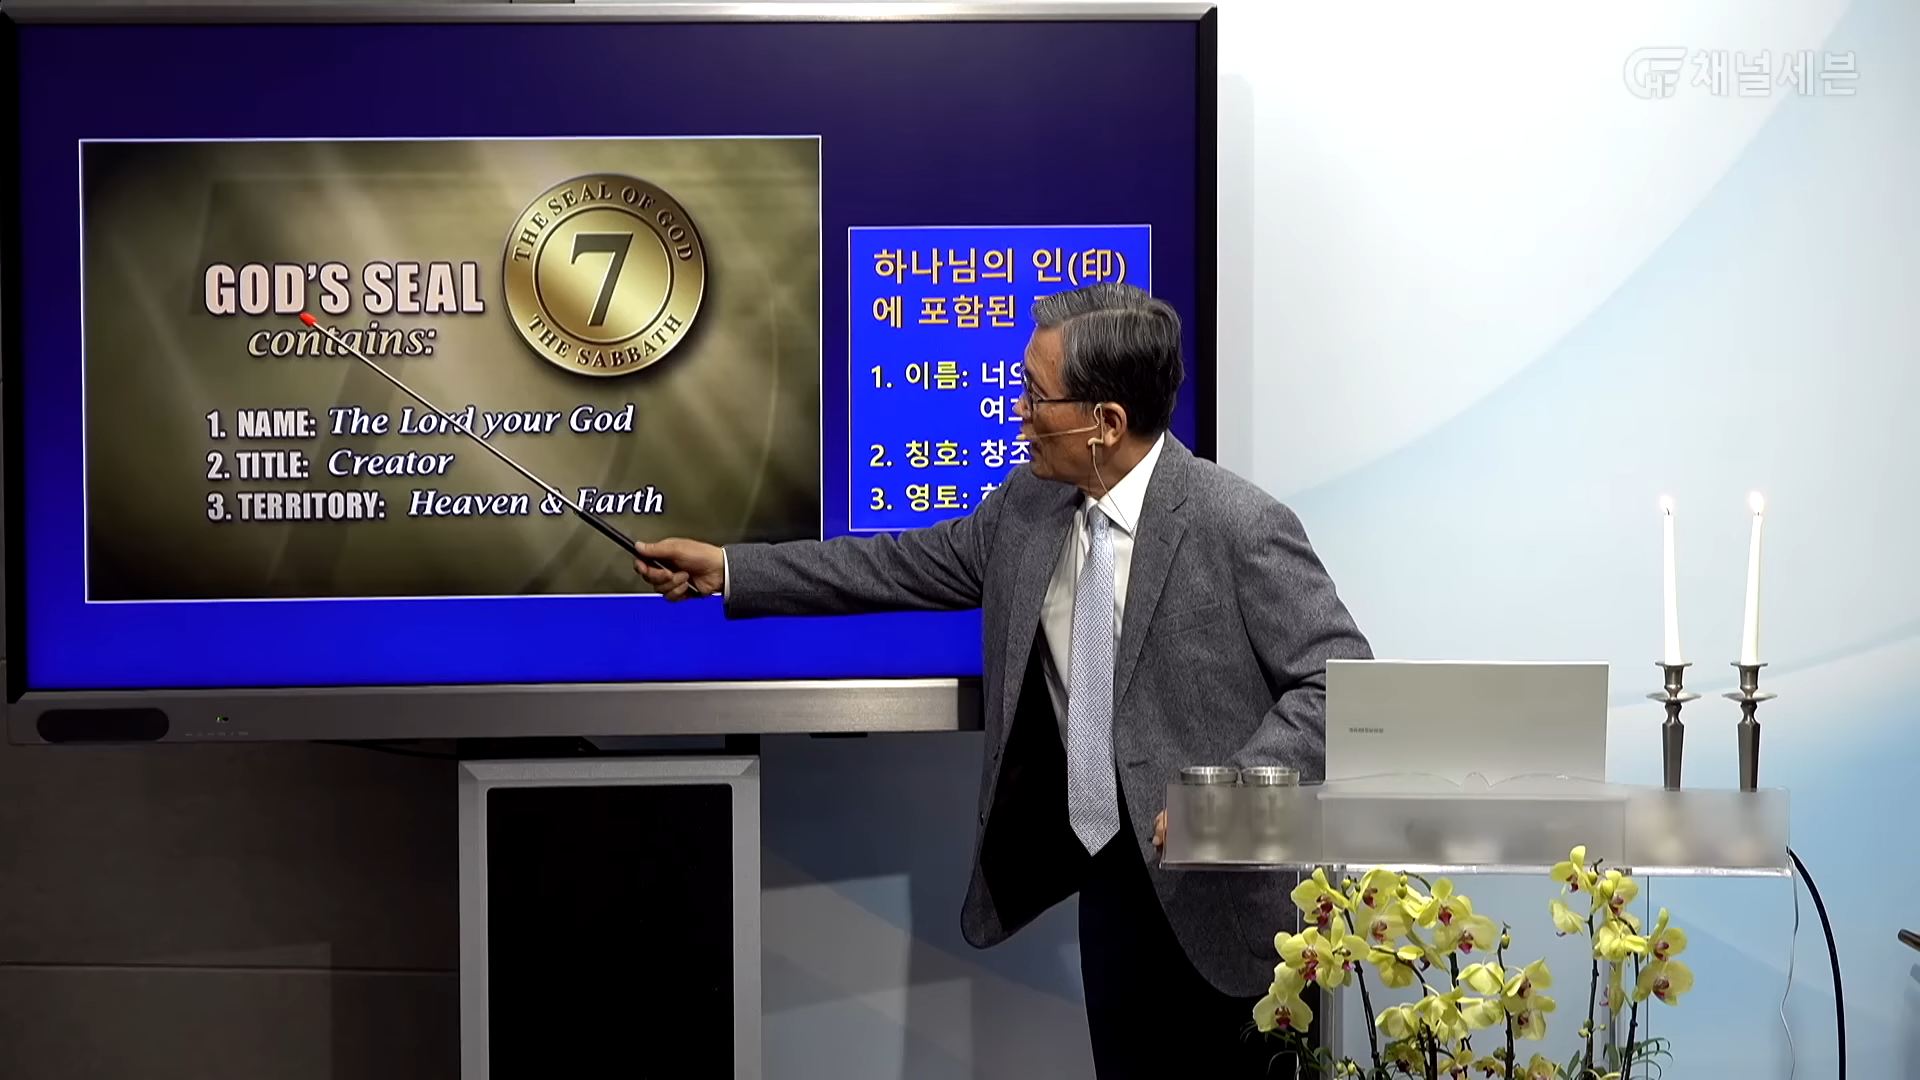 채널세븐
THE SEAL OF GOD
7
THE SABBATH
GOD'S SEAL
contains:
1. NAME: The Lord your God
2. TITLE: Creator
3. TERRITORY: Heaven & Earth
하나님의 인(印)
에 포함된
1. 이름:
2. 칭호:
3. 영토:
SAMSUNG